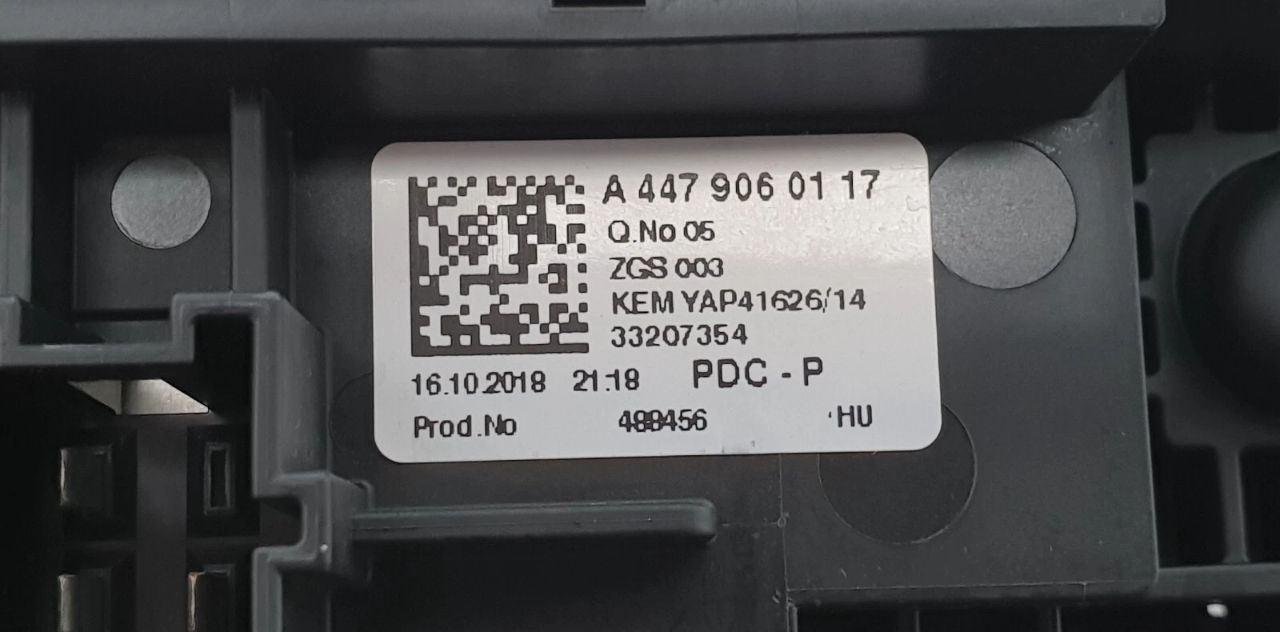 A 447 906 01 17
Q.No 05
ZGS 003
KEM YAP41626/14
33207354
16.10.2018 21:18 PDC - P
Prod.No 488456 HU